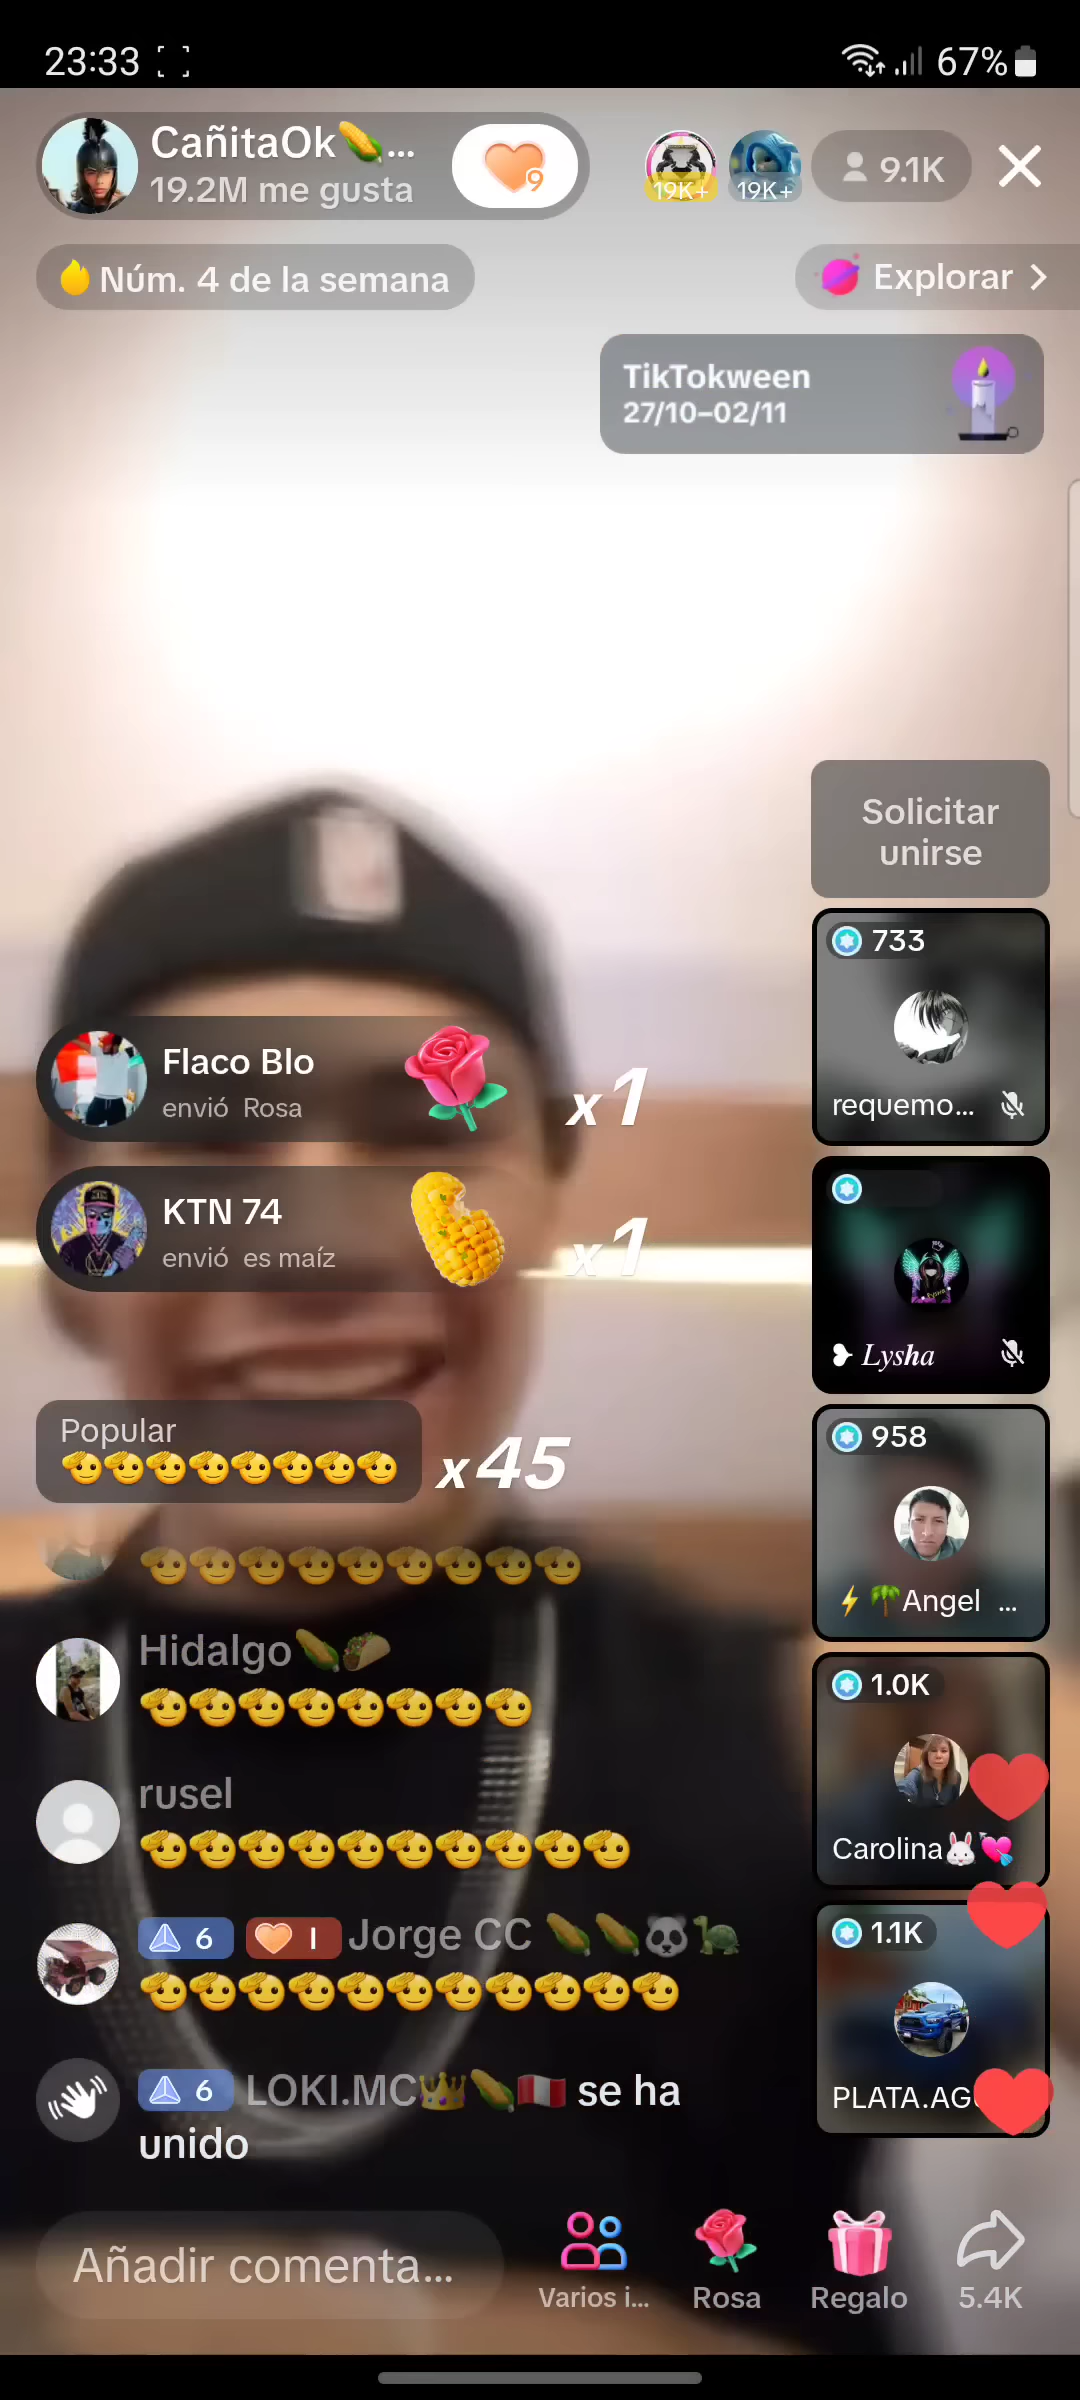 23:33
67%
CañitaOk🌽...
19.2M me gusta
9
19K+
19K+
9.1K
Núm. 4 de la semana
Explorar
TikTokween
27/10–02/11
Solicitar
unirse
733
requemo...
Lysha
958
⚡🌴Angel ...
1.0K
Carolina🐰💘
1.1K
PLATA.AG
Flaco Blo
envió Rosa
x1
KTN 74
envió es maíz
x1
Popular
🫡🫡🫡🫡🫡🫡🫡🫡
x45
🫡🫡🫡🫡🫡🫡🫡🫡🫡
Hidalgo🌽🌮
🫡🫡🫡🫡🫡🫡🫡🫡
rusel
🫡🫡🫡🫡🫡🫡🫡🫡🫡🫡
6 I Jorge CC 🌽🌽🐼🐢
🫡🫡🫡🫡🫡🫡🫡🫡🫡🫡🫡
6 LOKI.MC👑🌽🇵🇪 se ha
unido
Añadir comenta...
Varios i...
Rosa
Regalo
5.4K